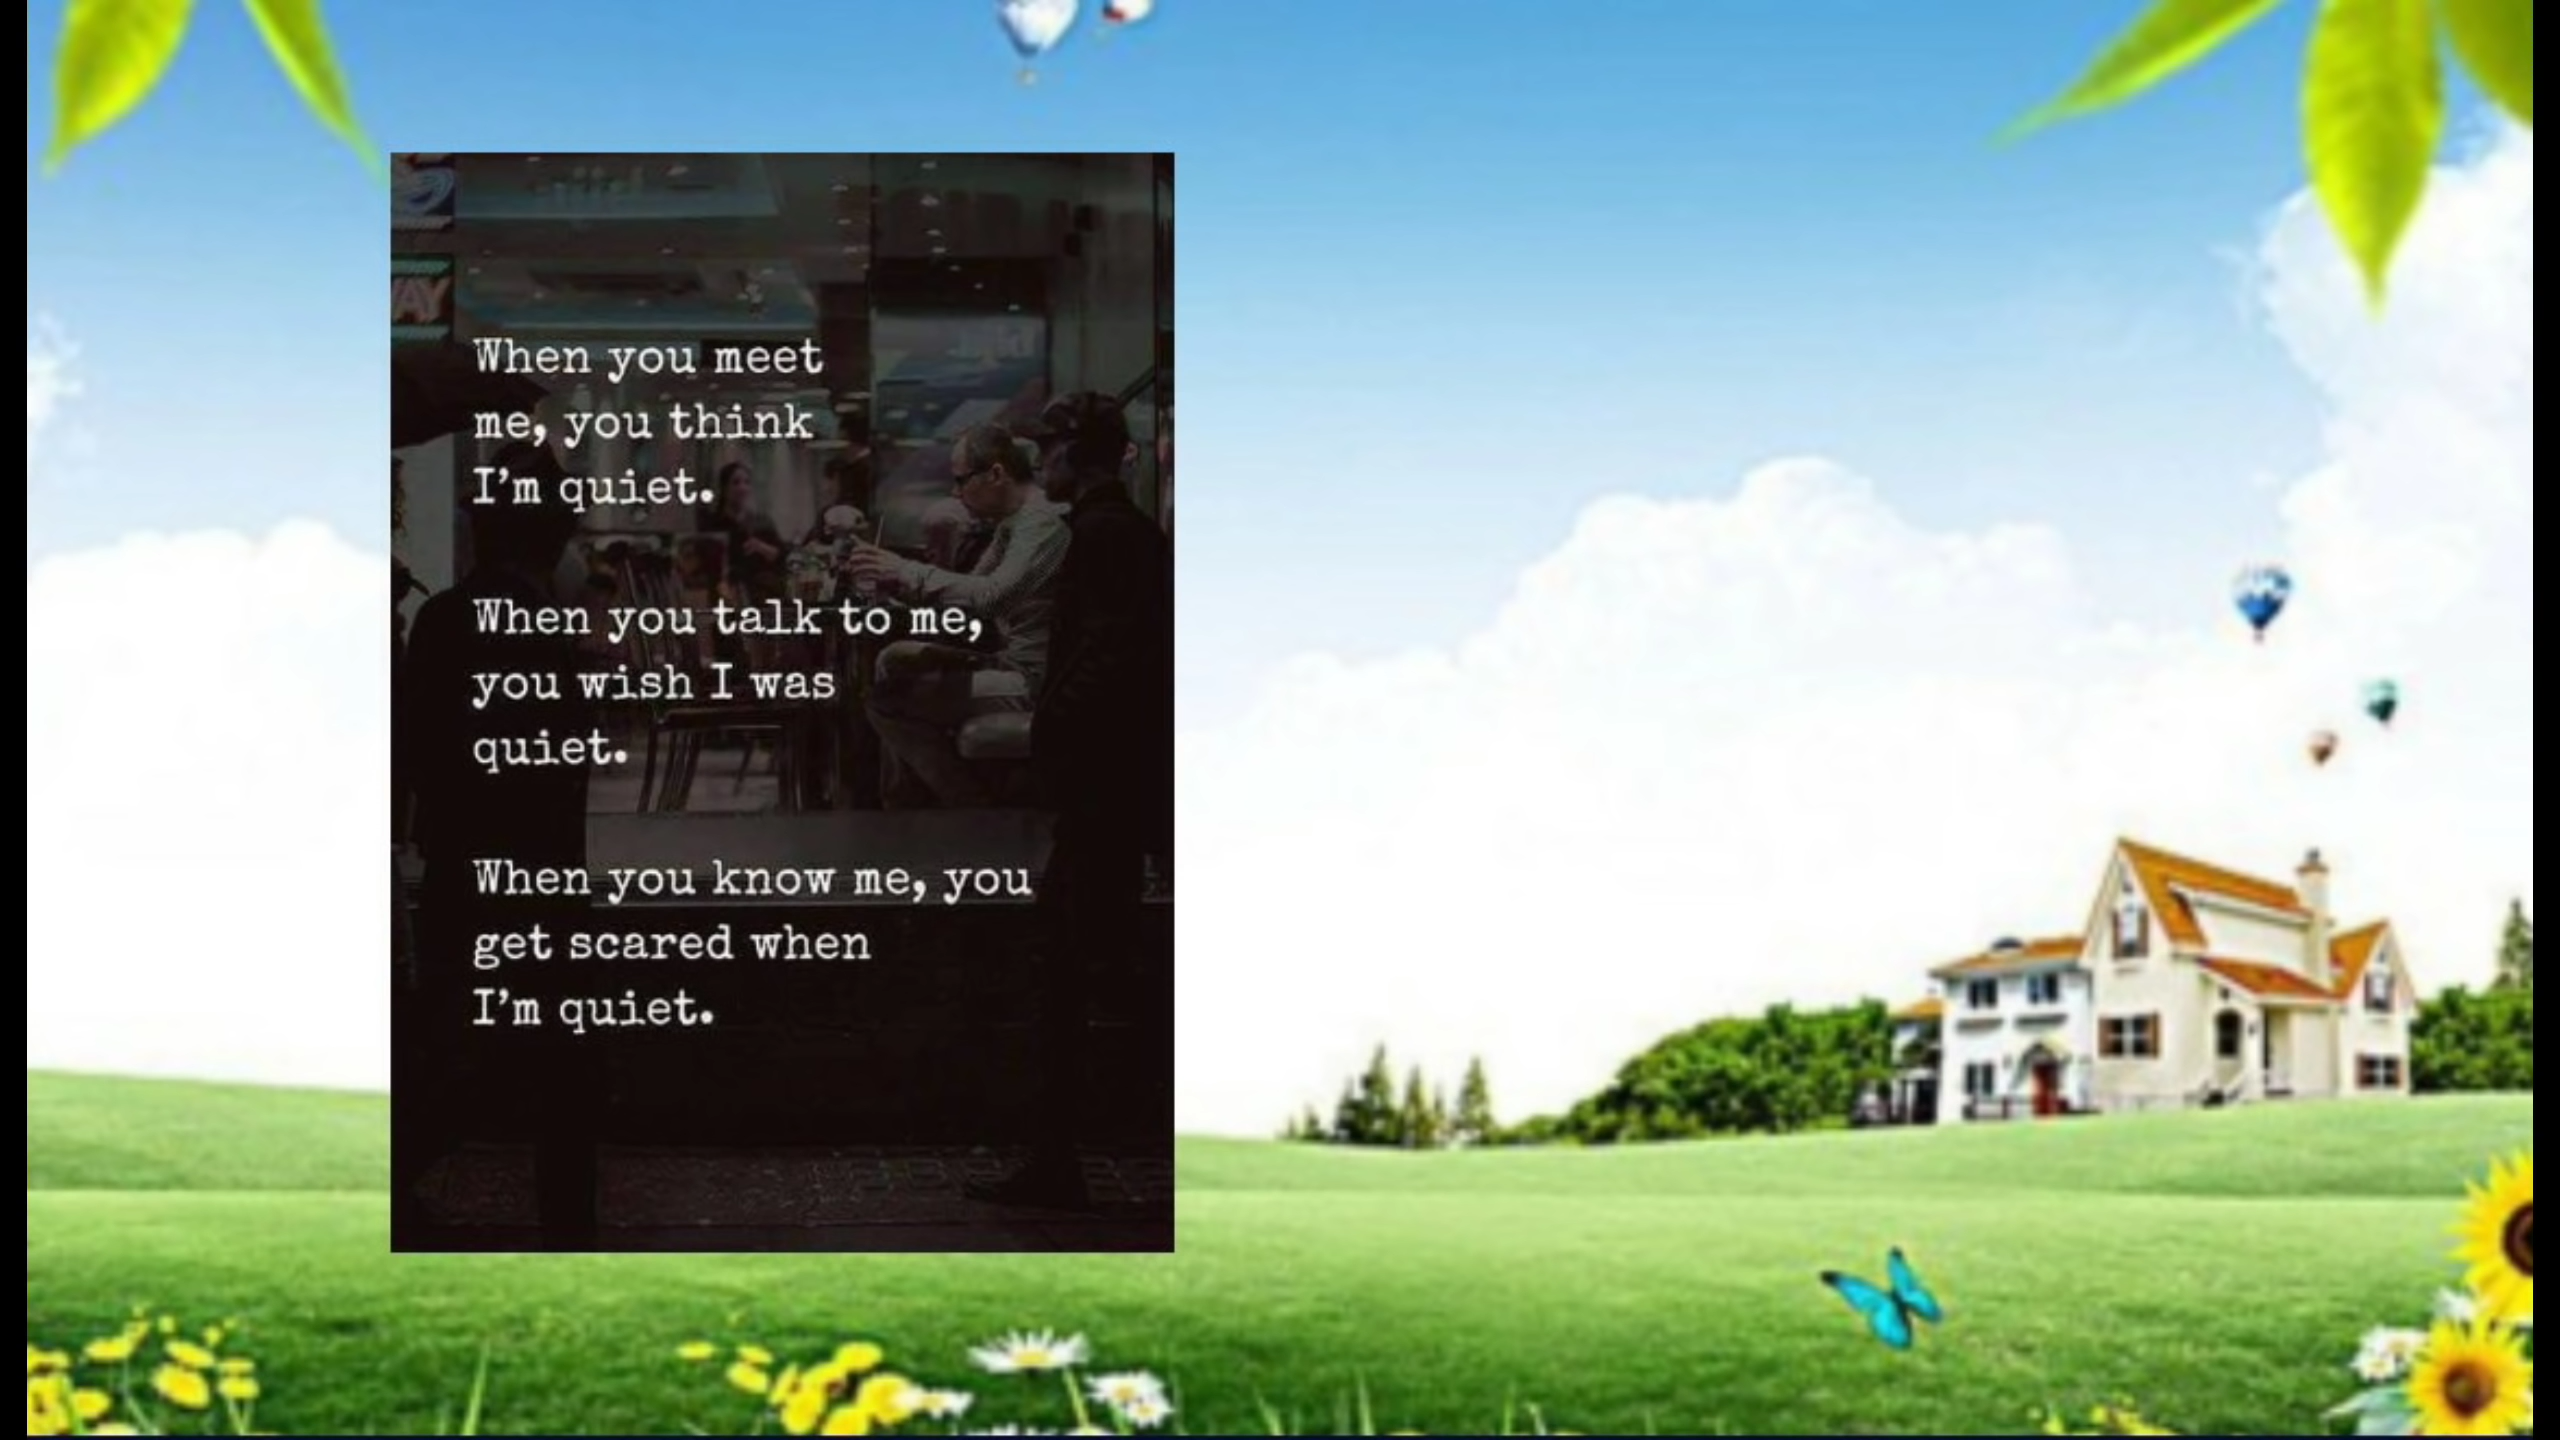 WAY
When you meet
me, you think
I'm quiet.
When you talk to me,
you wish I was
quiet.
When you know me, you
get scared when
I'm quiet.